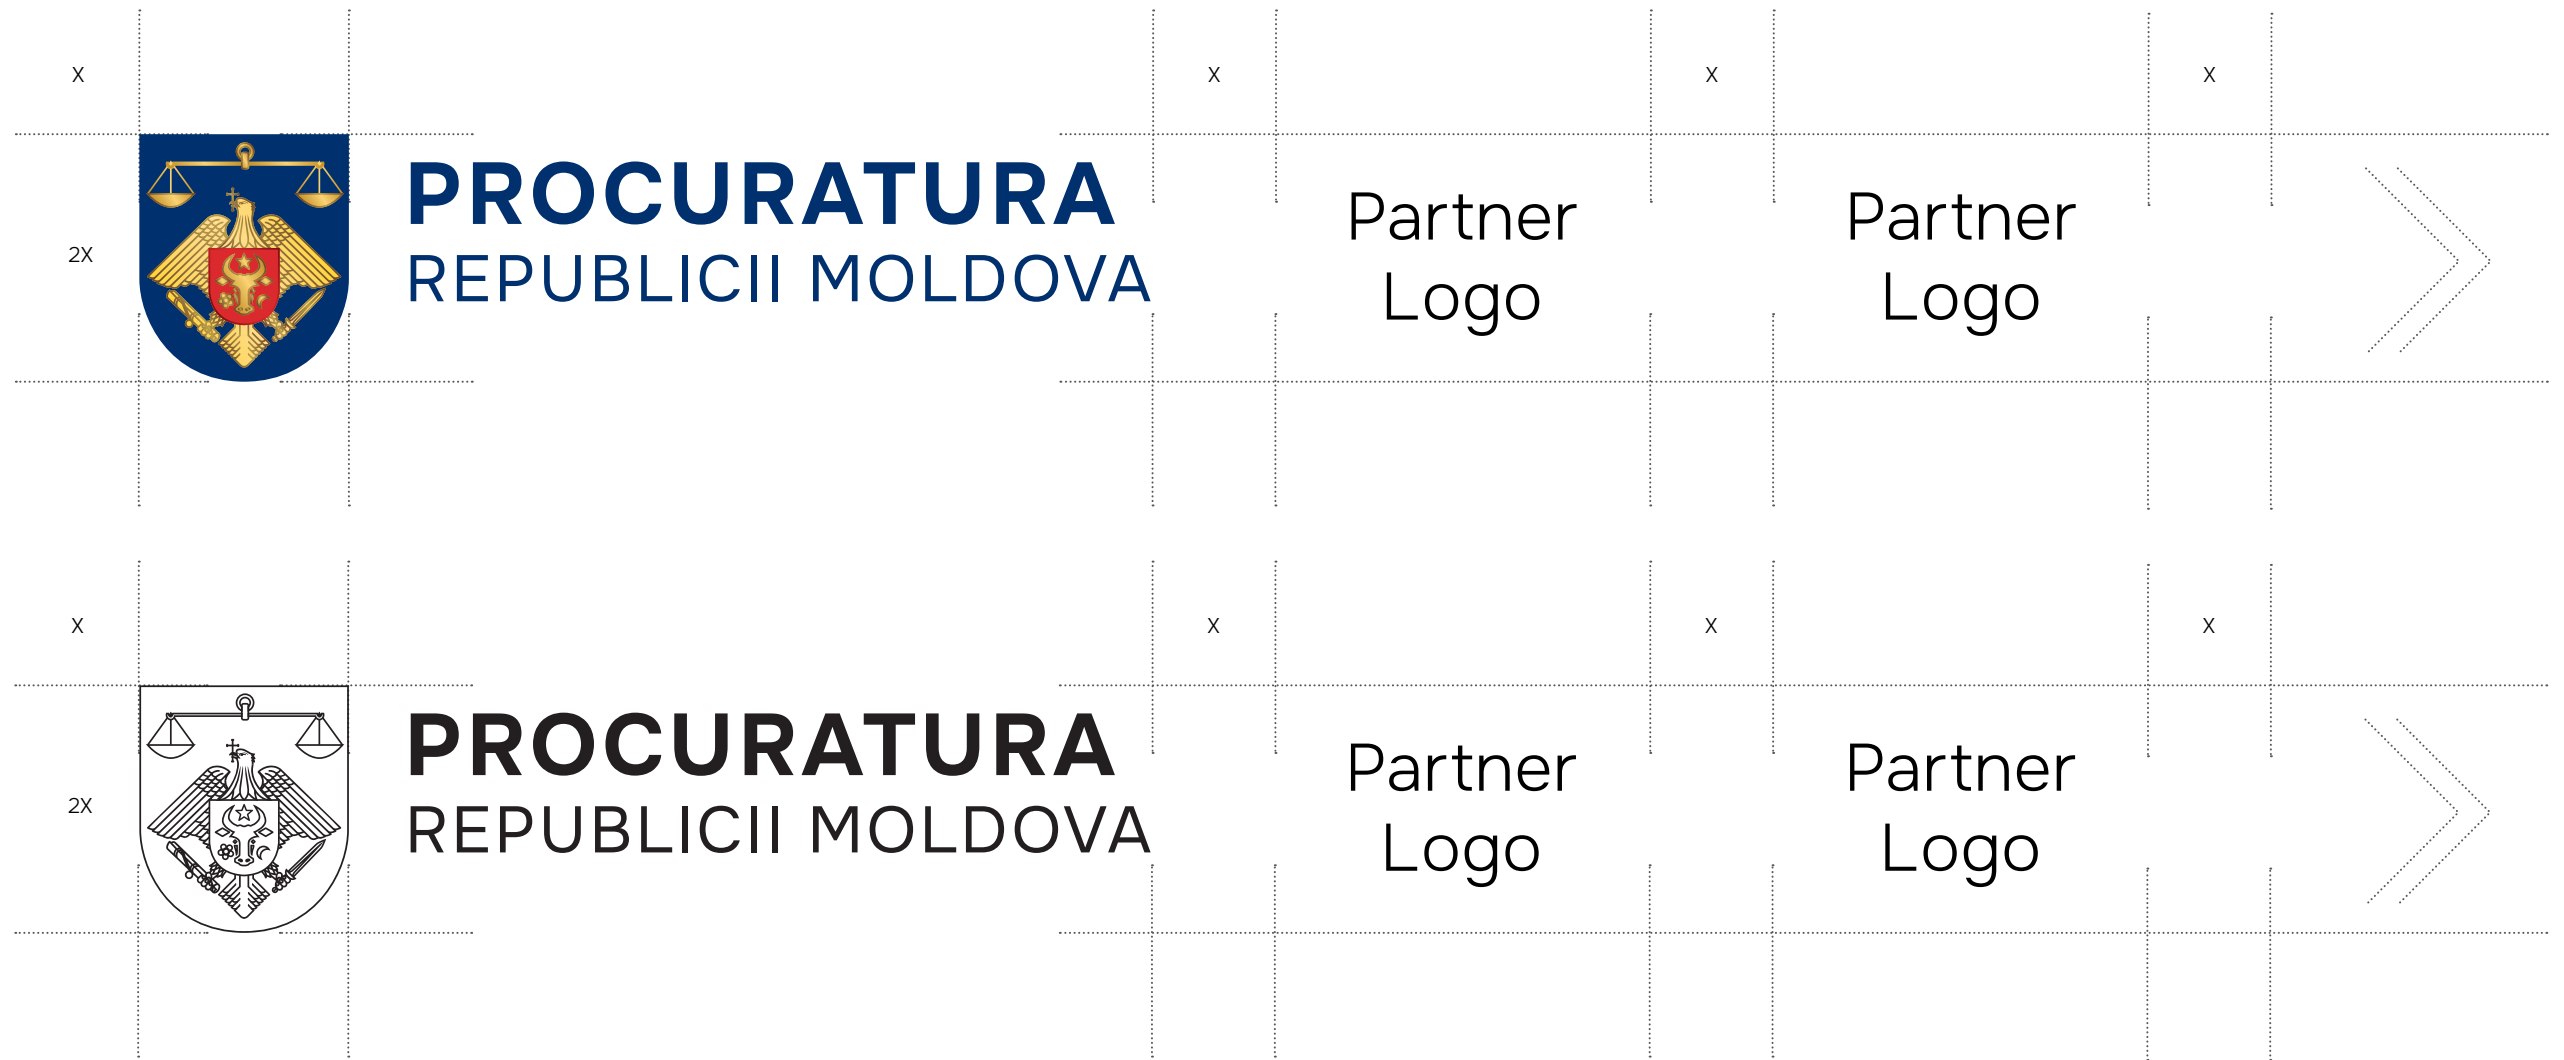 X X X X
2X
PROCURATURA
REPUBLICII MOLDOVA
Partner
Logo
Partner
Logo
X X X X
2X
PROCURATURA
REPUBLICII MOLDOVA
Partner
Logo
Partner
Logo